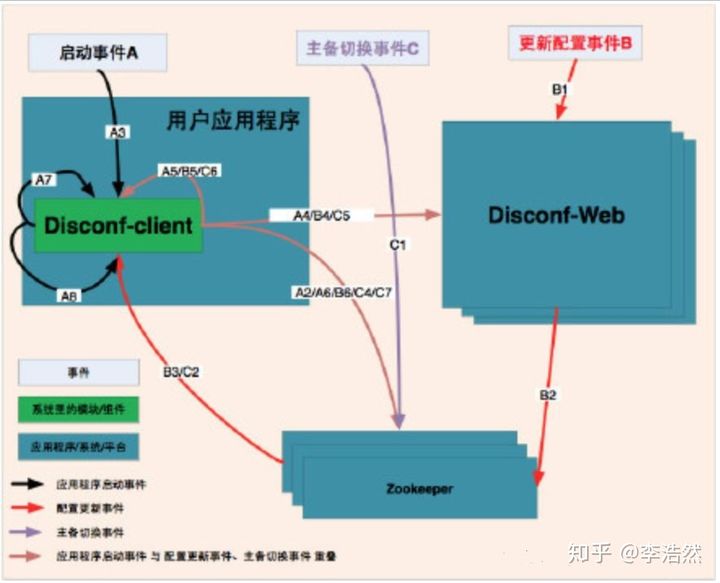 启动事件A
主备切换事件C
更新配置事件B
B1
用户应用程序
A3
A7
A5/B5/C6
Disconf-client
A4/B4/C5
Disconf-Web
C1
A8
A2/A6/B6/C4/C7
B3/C2
B2
事件
系统里的模块/组件
应用程序/系统/平台
Zookeeper
应用程序启动事件
配置更新事件
主备切换事件
应用程序启动事件 与 配置更新事件、主备切换事件 重叠
知乎 @李浩然